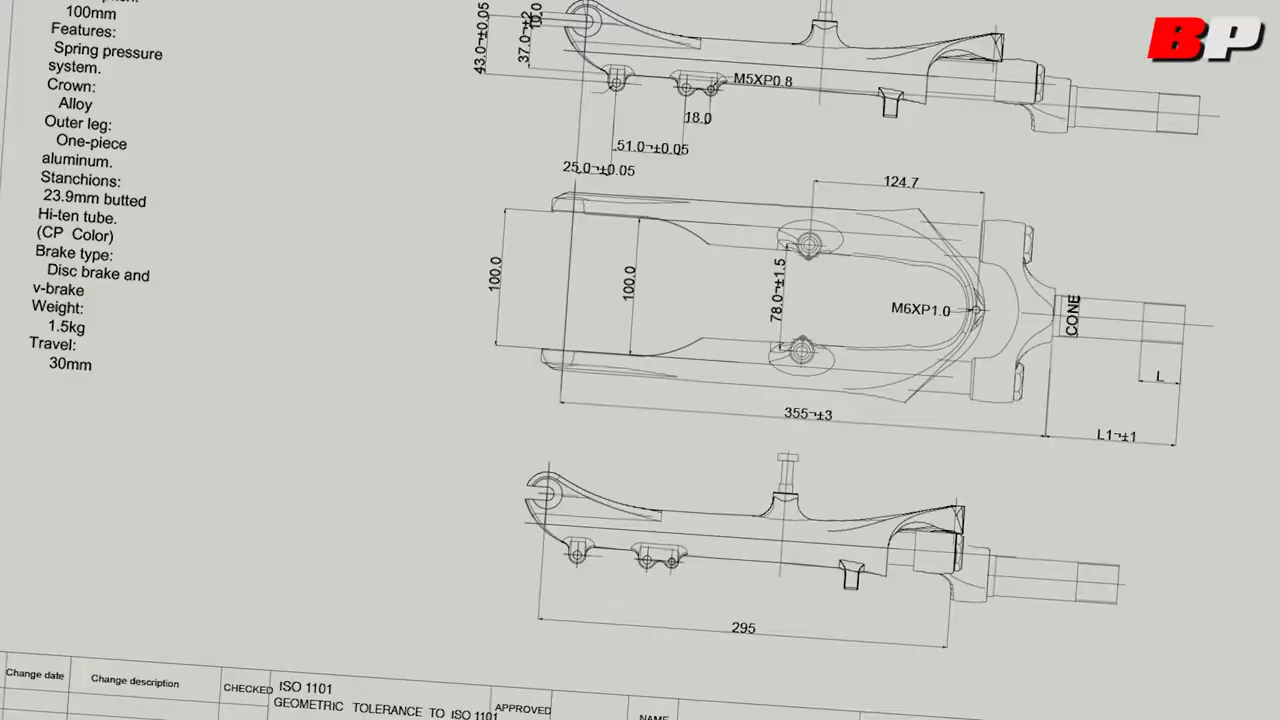 100mm
Features:
Spring pressure
system.
Crown:
Alloy
Outer leg:
One-piece
aluminum.
Stanchions:
23.9mm butted
Hi-ten tube.
(CP Color)
Brake type:
Disc brake and
v-brake
Weight:
1.5kg
Travel:
30mm
BP
43.0¬±0.05
37.0¬±2
10.0
M5XP0.8
18.0
51.0¬±0.05
25.0¬±0.05
124.7
100.0
100.0
78.0¬±1.5
M6XP1.0
CONE
L
355¬±3
L1¬±1
295
Change date
Change description
CHECKED
ISO 1101
GEOMETRIC TOLERANCE TO ISO 1101
APPROVED
NAME